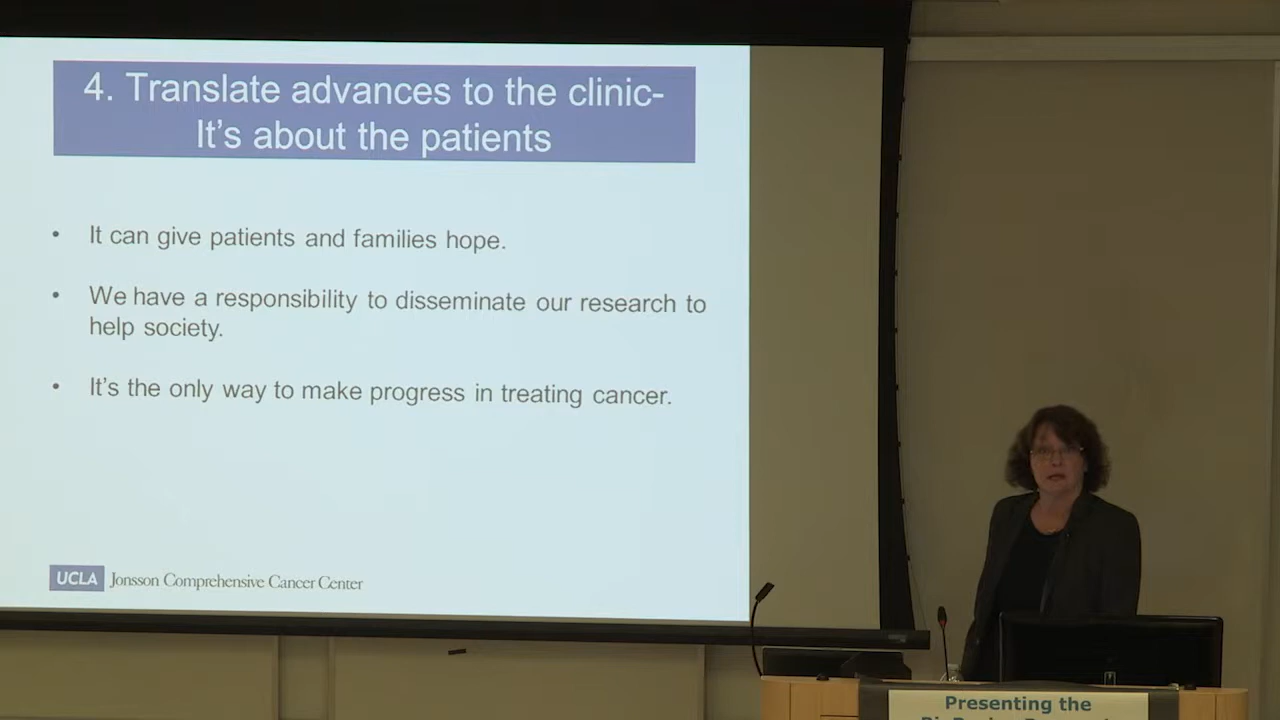 4. Translate advances to the clinic-
It's about the patients
• It can give patients and families hope.
• We have a responsibility to disseminate our research to
help society.
• It's the only way to make progress in treating cancer.
UCLA Jonsson Comprehensive Cancer Center
Presenting the